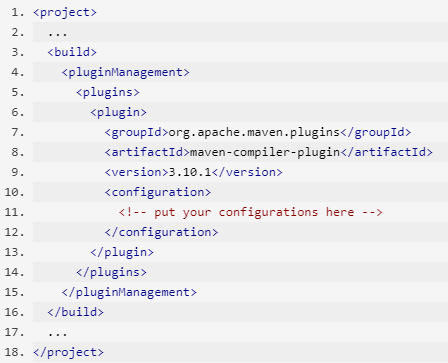 1. <project>
2.   ...
3.   <build>
4.     <pluginManagement>
5.       <plugins>
6.         <plugin>
7.           <groupId>org.apache.maven.plugins</groupId>
8.           <artifactId>maven-compiler-plugin</artifactId>
9.           <version>3.10.1</version>
10.           <configuration>
11.             <!-- put your configurations here -->
12.           </configuration>
13.         </plugin>
14.       </plugins>
15.     </pluginManagement>
16.   </build>
17.   ...
18. </project>